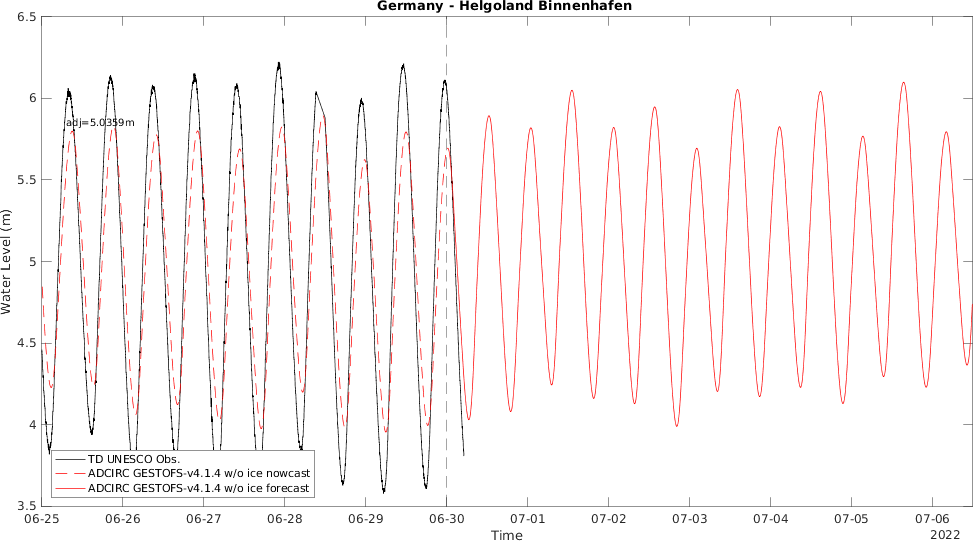 Germany - Helgoland Binnenhafen
6.5
6
5.5
5
4.5
4
3.5
Water Level (m)
adj=5.0359m
TD UNESCO Obs.
ADCIRC GESTOFS-v4.1.4 w/o ice nowcast
ADCIRC GESTOFS-v4.1.4 w/o ice forecast
06-25 06-26 06-27 06-28 06-29 06-30 07-01 07-02 07-03 07-04 07-05 07-06
Time
2022